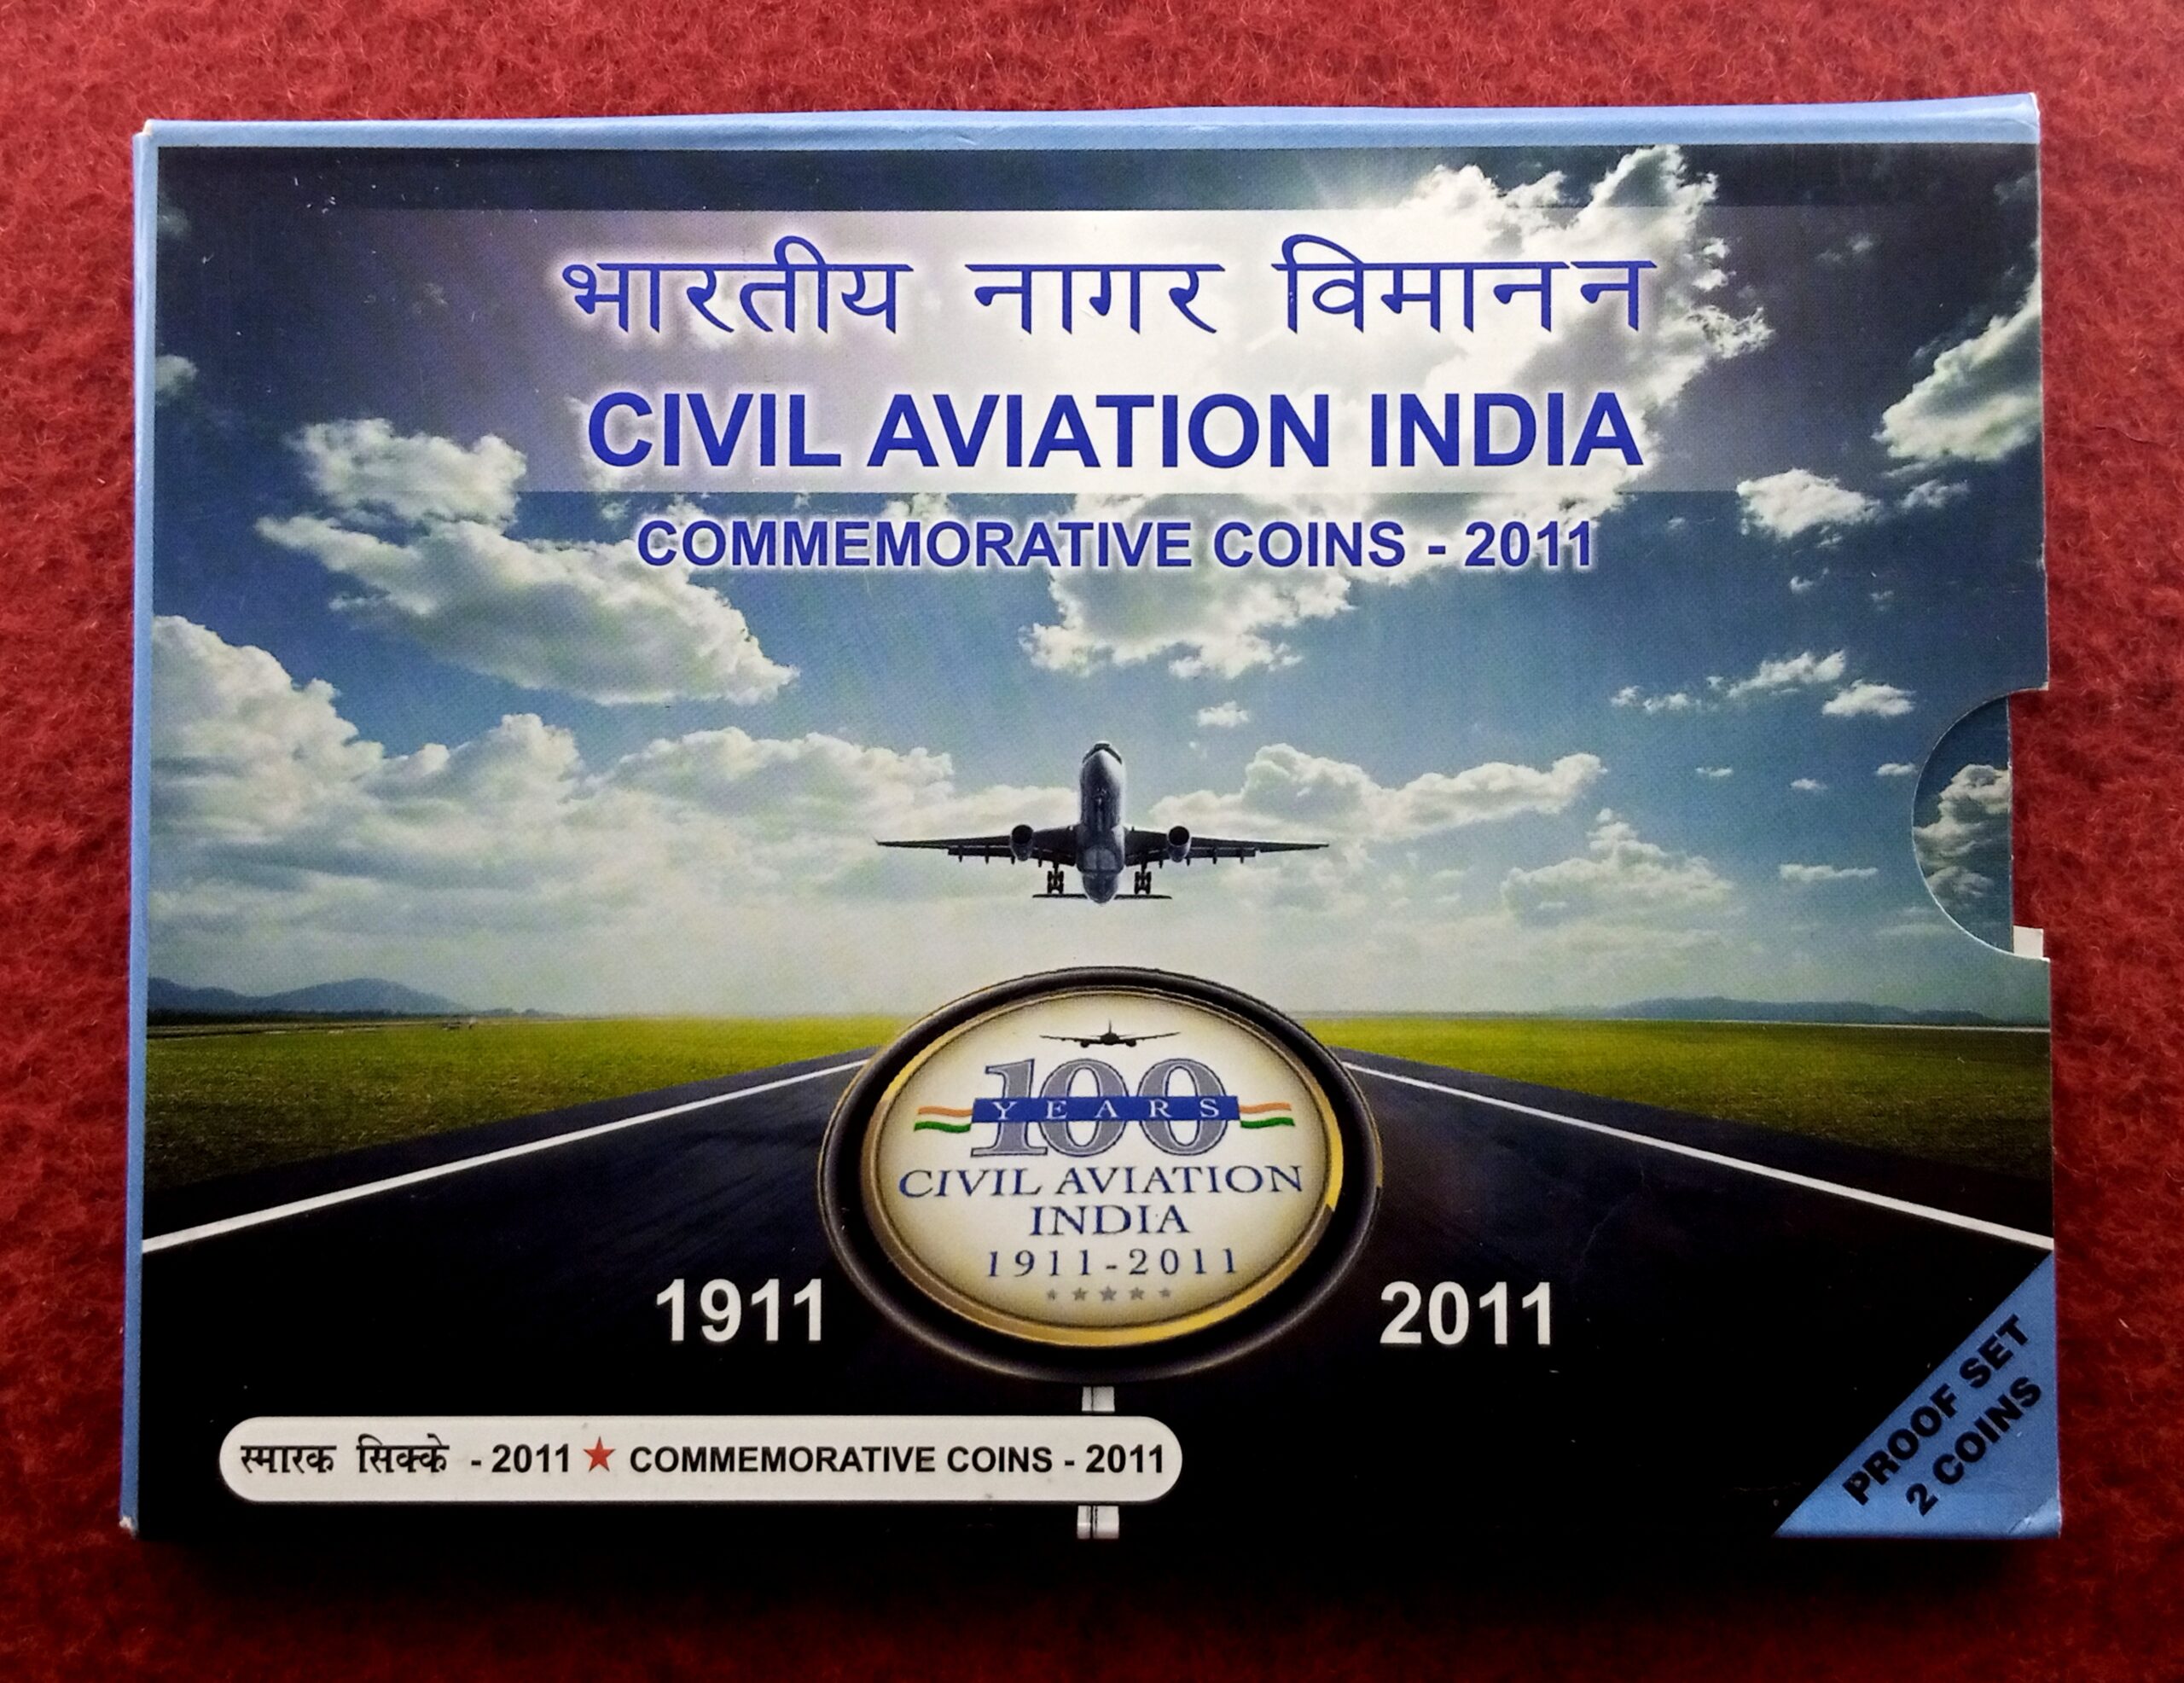 भारतीय नागर विमानन
CIVIL AVIATION INDIA
COMMEMORATIVE COINS - 2011
100
YEARS
CIVIL AVIATION
INDIA
1911-2011
1911
2011
स्मारक सिक्के - 2011 ★ COMMEMORATIVE COINS - 2011
PROOF SET
2 COINS